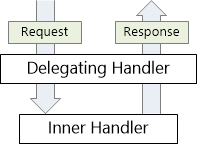 Request
Response
Delegating Handler
Inner Handler